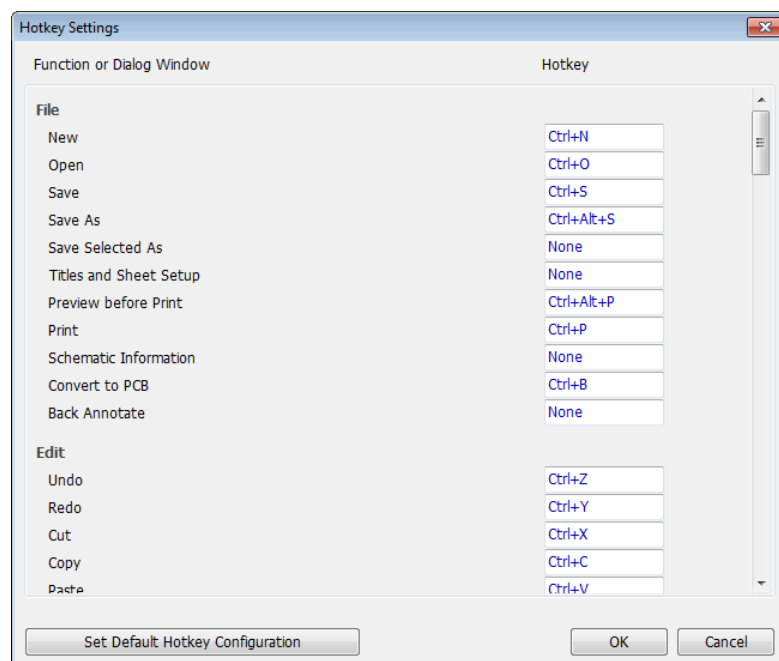 Hotkey Settings
Function or Dialog Window Hotkey
File
New Ctrl+N
Open Ctrl+O
Save Ctrl+S
Save As Ctrl+Alt+S
Save Selected As None
Titles and Sheet Setup None
Preview before Print Ctrl+Alt+P
Print Ctrl+P
Schematic Information None
Convert to PCB Ctrl+B
Back Annotate None
Edit
Undo Ctrl+Z
Redo Ctrl+Y
Cut Ctrl+X
Copy Ctrl+C
Paste Ctrl+V
Set Default Hotkey Configuration OK Cancel